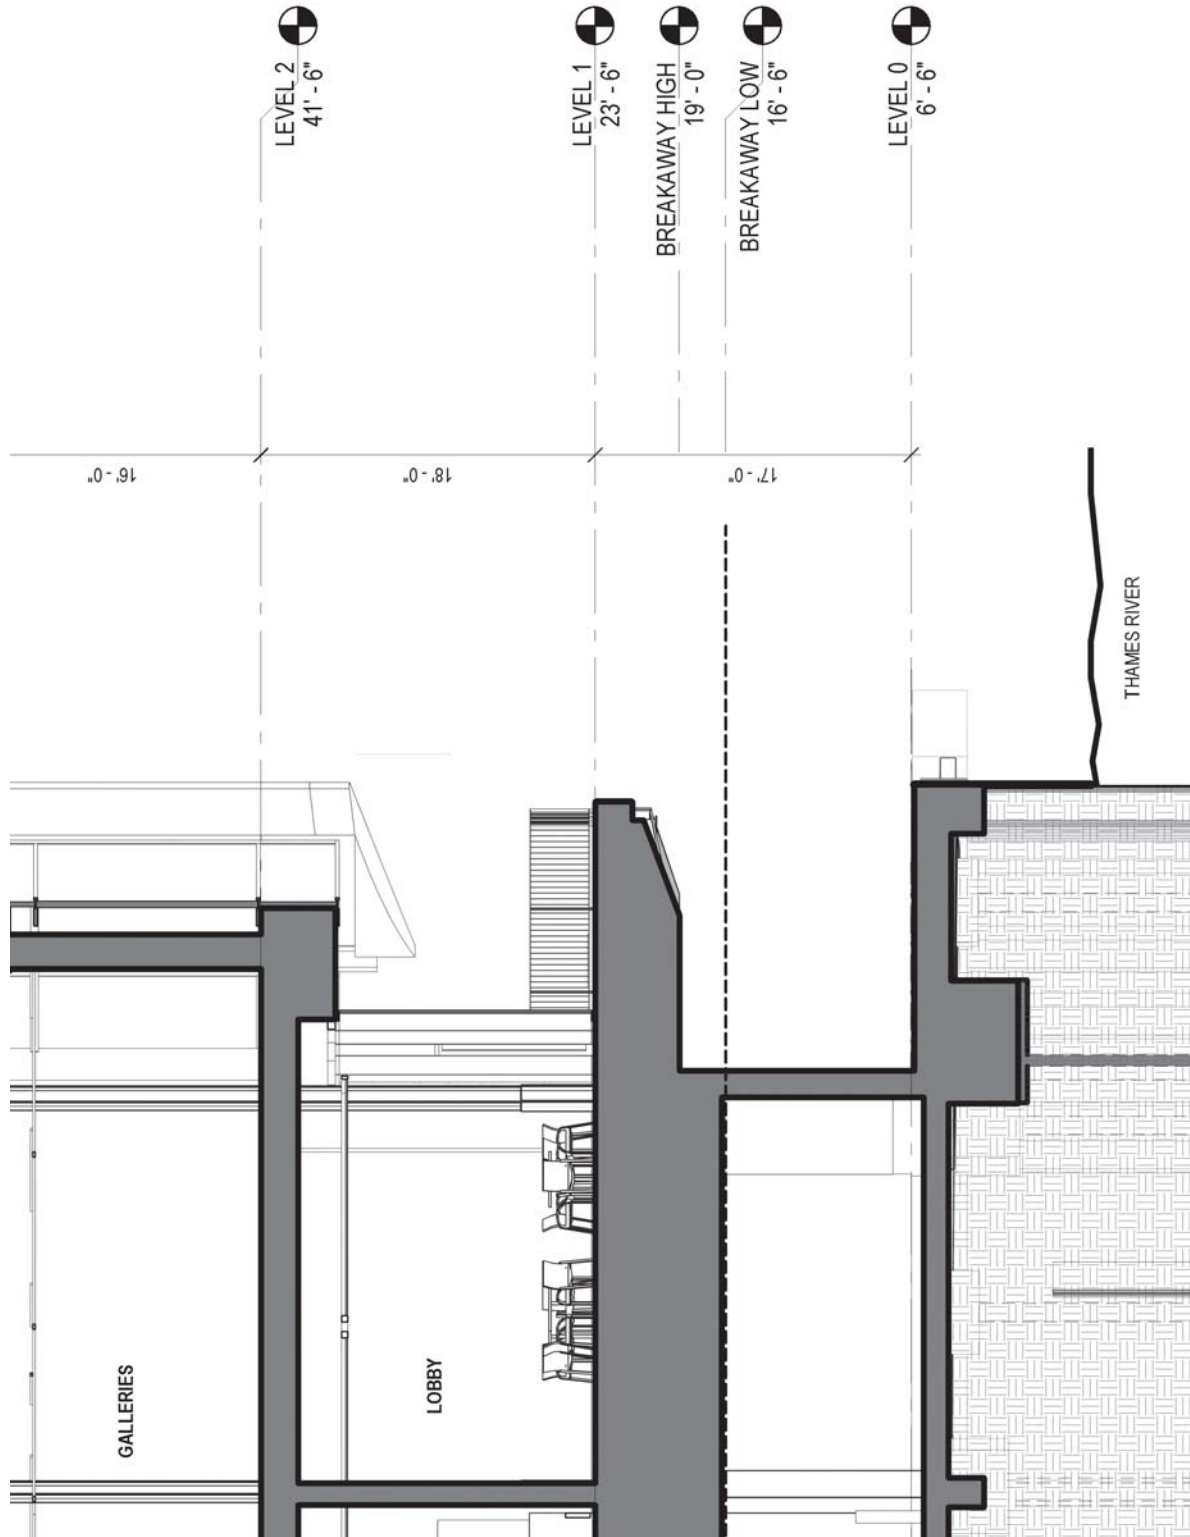 LEVEL 2
41' - 6"
LEVEL 1
23' - 6"
BREAKAWAY HIGH
19' - 0"
BREAKAWAY LOW
16' - 6"
LEVEL 0
6' - 6"
16' - 0"
18' - 0"
17' - 0"
THAMES RIVER
GALLERIES
LOBBY